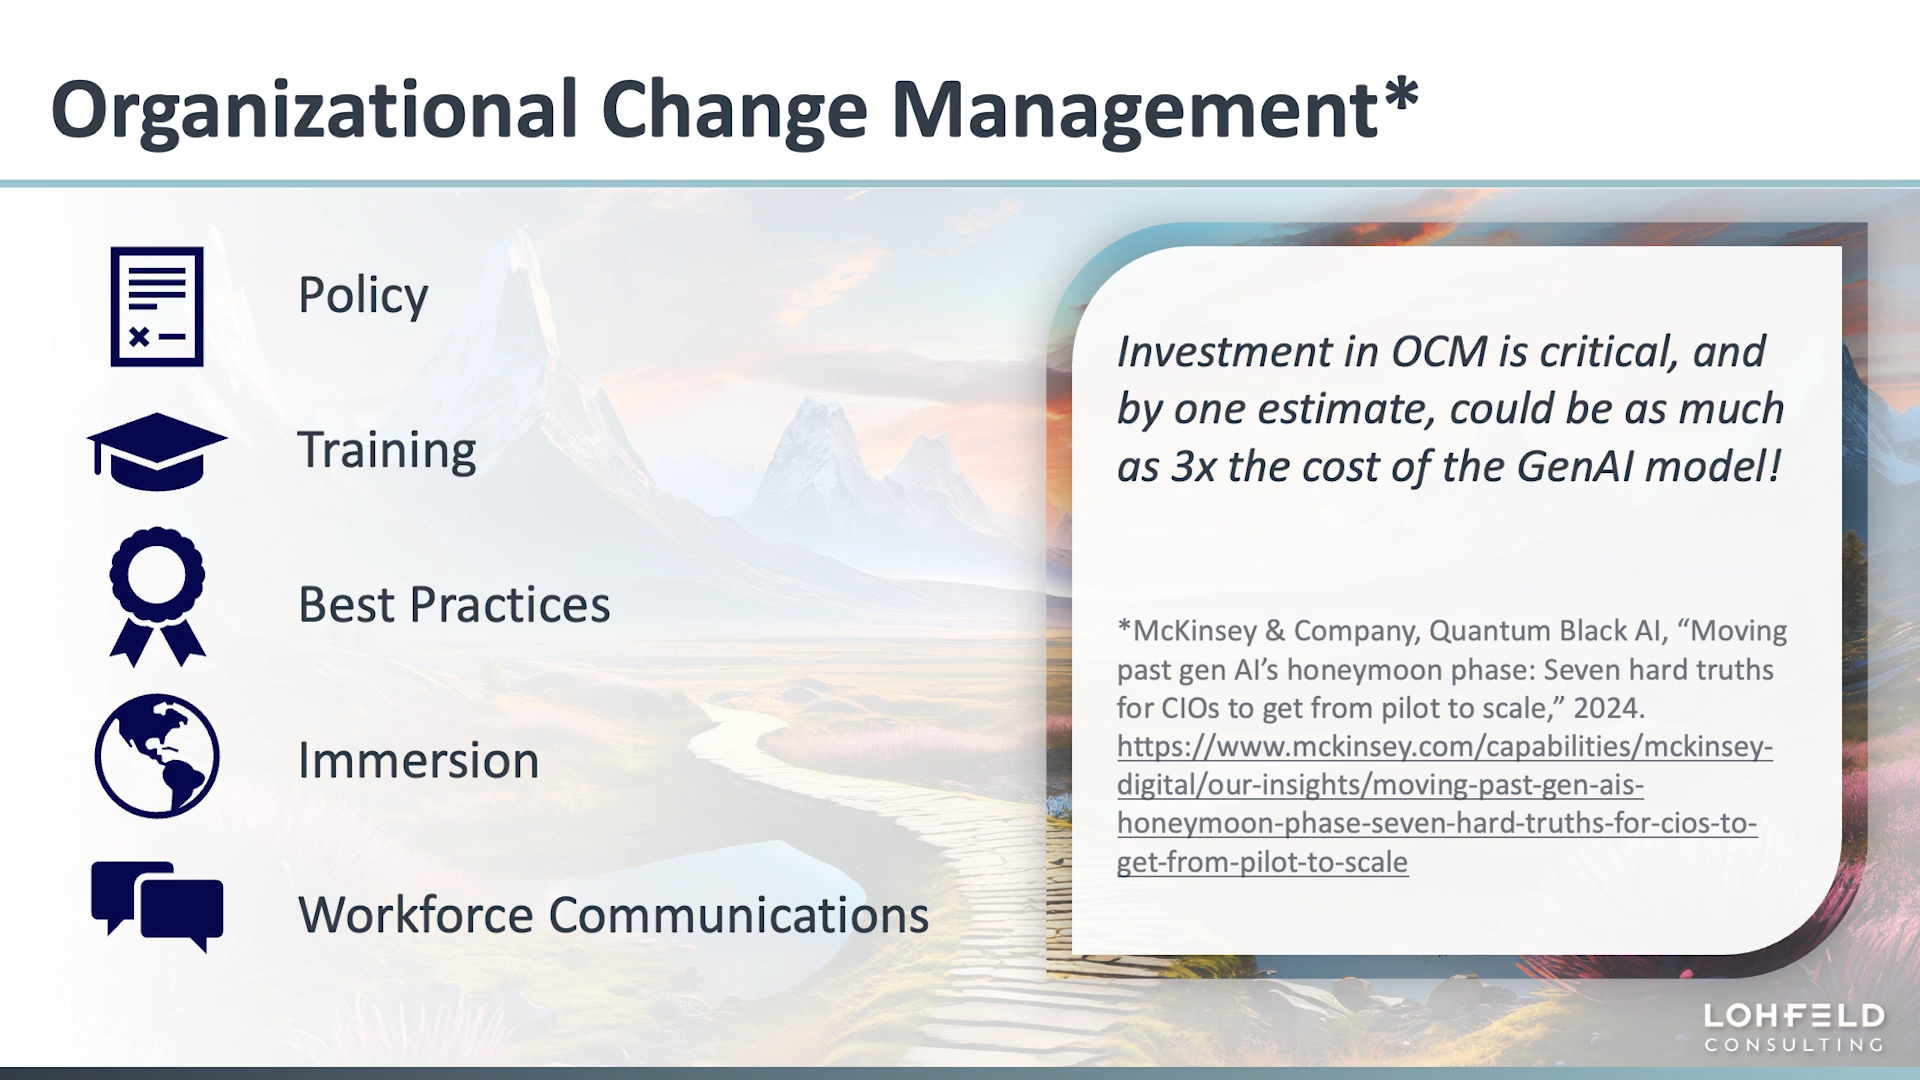 Organizational Change Management*
Policy
Training
Best Practices
Immersion
Workforce Communications
Investment in OCM is critical, and
by one estimate, could be as much
as 3x the cost of the GenAI model!
*McKinsey & Company, Quantum Black AI, “Moving
past gen AI’s honeymoon phase: Seven hard truths
for CIOs to get from pilot to scale,” 2024.
https://www.mckinsey.com/capabilities/mckinsey-
digital/our-insights/moving-past-gen-ais-
honeymoon-phase-seven-hard-truths-for-cios-to-
get-from-pilot-to-scale
LOHFELD
CONSULTING